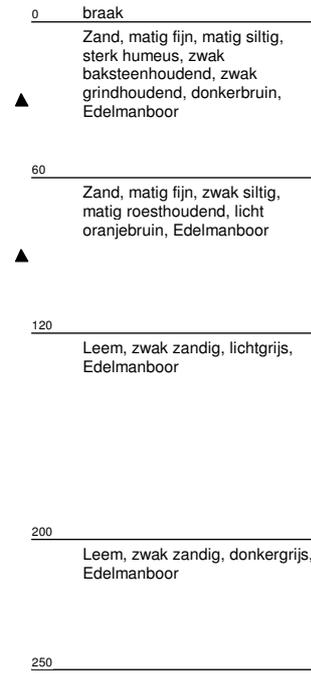 0 braak
Zand, matig fijn, matig siltig,
sterk humeus, zwak
baksteenhoudend, zwak
grindhoudend, donkerbruin,
Edelmanboor
60
Zand, matig fijn, zwak siltig,
matig roesthoudend, licht
oranjebruin, Edelmanboor
120
Leem, zwak zandig, lichtgrijs,
Edelmanboor
200
Leem, zwak zandig, donkergrijs,
Edelmanboor
250